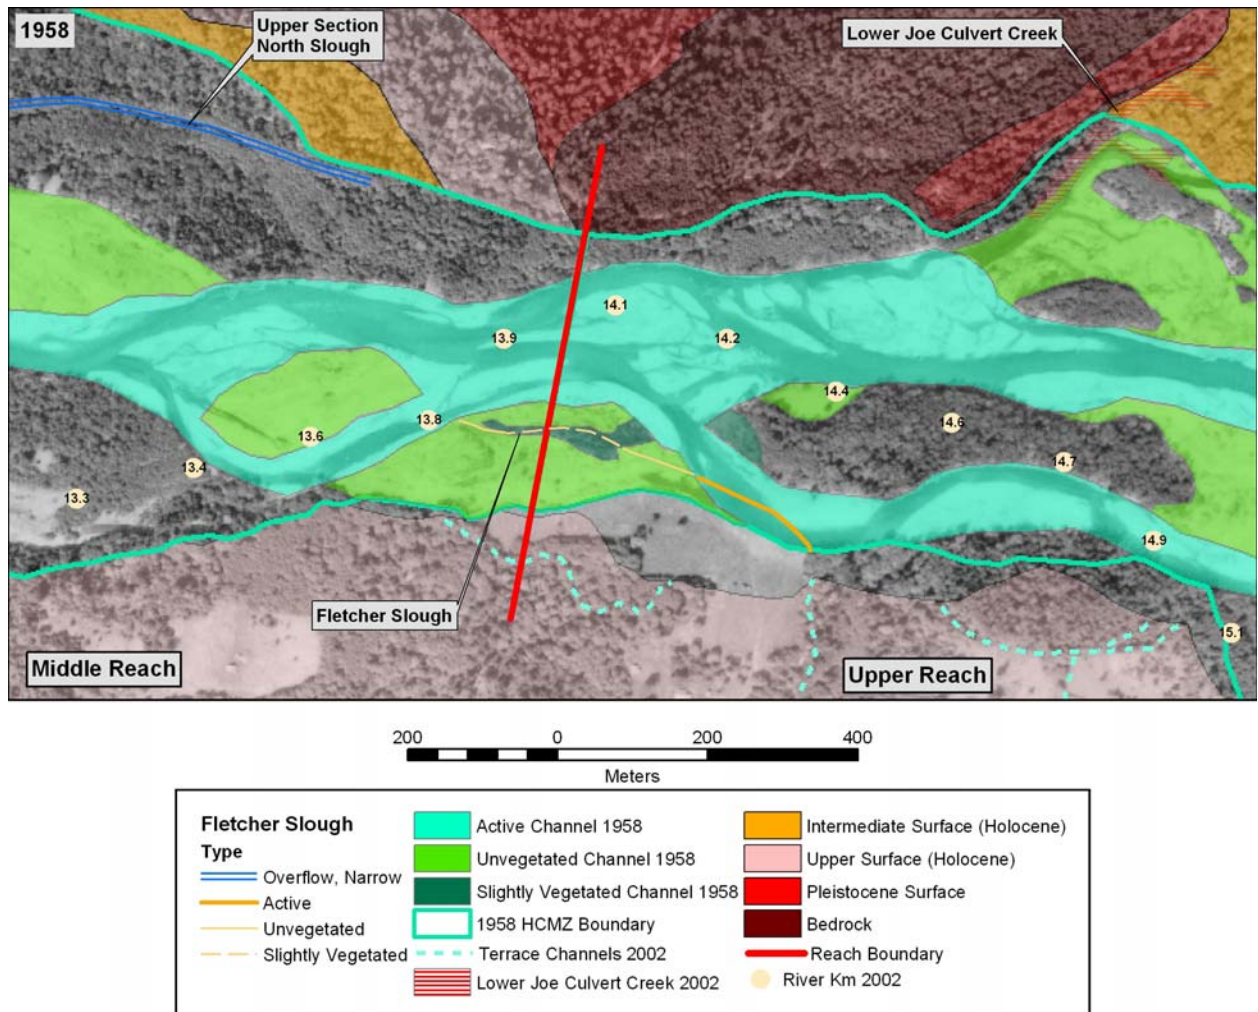 1958
Upper Section
North Slough
Lower Joe Culvert Creek
14.1
13.9
14.2
14.4
13.8
14.6
13.6
14.7
13.4
13.3
14.9
15.1
Fletcher Slough
Middle Reach
Upper Reach
200 0 200 400
Meters
Fletcher Slough
Type
Overflow, Narrow
Active
Unvegetated
Slightly Vegetated
Active Channel 1958
Unvegetated Channel 1958
Slightly Vegetated Channel 1958
1958 HCMZ Boundary
Terrace Channels 2002
Lower Joe Culvert Creek 2002
Intermediate Surface (Holocene)
Upper Surface (Holocene)
Pleistocene Surface
Bedrock
Reach Boundary
River Km 2002